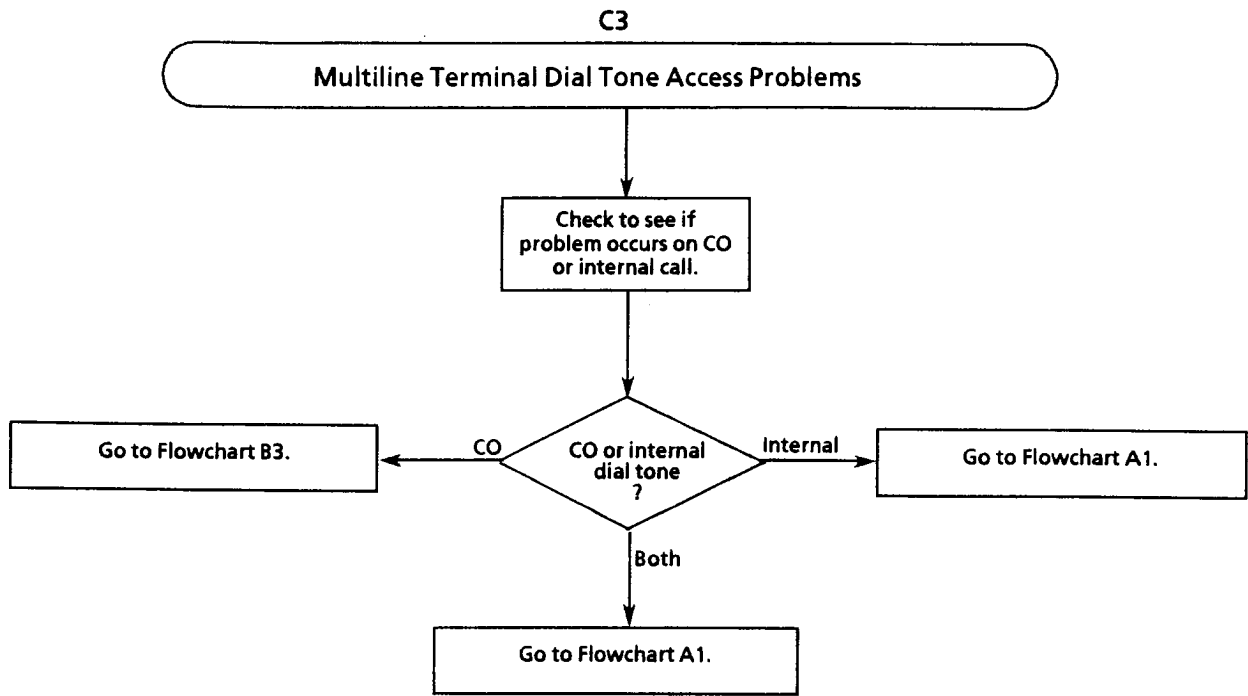 C3
Multiline Terminal Dial Tone Access Problems
Check to see if
problem occurs on CO
or internal call.
CO
CO or internal
dial tone
?
Internal
Go to Flowchart B3.
Go to Flowchart A1.
Both
Go to Flowchart A1.